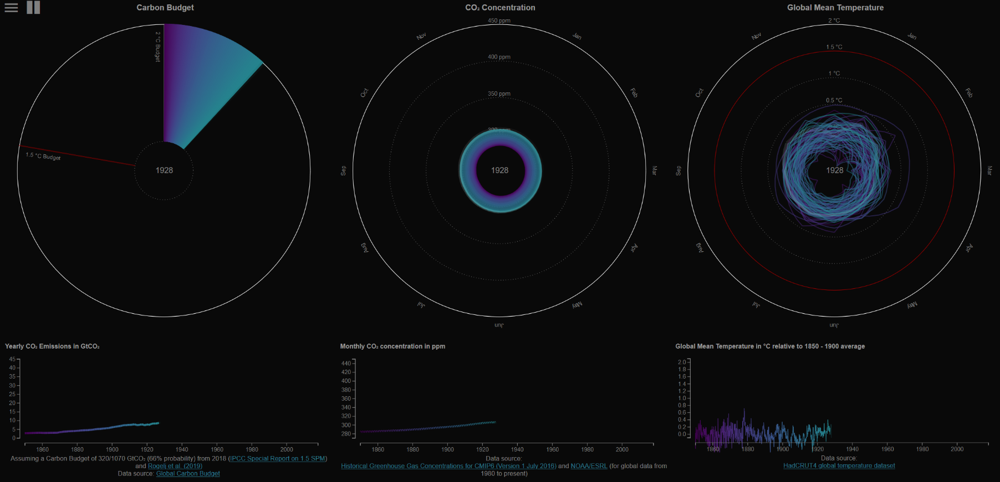 Carbon Budget
2 °C Budget
1.5 °C Budget
1928
CO₂ Concentration
450 ppm
400 ppm
350 ppm
300 ppm
1928
Jan
Feb
Mar
Apr
May
Jun
Jul
Aug
Sep
Oct
Nov
Global Mean Temperature
2 °C
1.5 °C
1 °C
0.5 °C
1928
Jan
Feb
Mar
Apr
May
Jun
Jul
Aug
Sep
Oct
Nov
Yearly CO₂ Emissions in GtCO₂
45
40
35
30
25
20
15
10
5
0
1860 1880 1900 1920 1940 1960 1980 2000
Assuming a Carbon Budget of 320/1070 GtCO₂ (66% probability) from 2018 (IPCC Special Report on 1.5 SPM)
and Rogelj et al. (2019)
Data source: Global Carbon Budget
Monthly CO₂ concentration in ppm
440
420
400
380
360
340
320
300
280
1860 1880 1900 1920 1940 1960 1980 2000
Data source:
Historical Greenhouse Gas Concentrations for CMIP6 (Version 1 July 2016) and NOAA/ESRL (for global data from
1980 to present)
Global Mean Temperature in °C relative to 1850 - 1900 average
2.0
1.8
1.6
1.4
1.2
1.0
0.8
0.6
0.4
0.2
0.0
1860 1880 1900 1920 1940 1960 1980 2000
Data source:
HadCRUT4 global temperature dataset